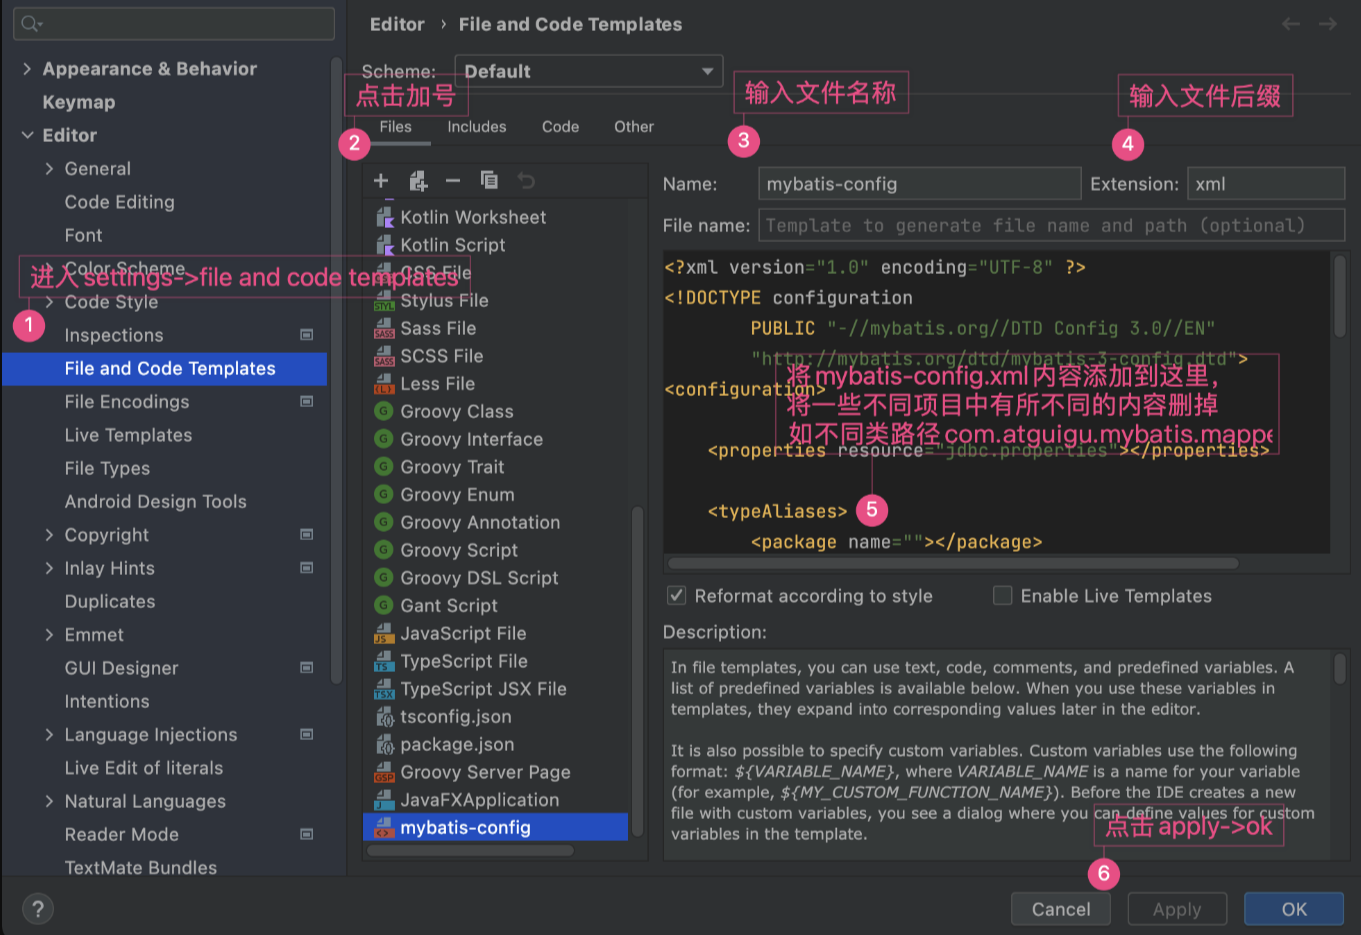 Editor › File and Code Templates
Appearance & Behavior
Keymap
Editor
General
Code Editing
Font
Color Scheme
Code Style
Inspections
File and Code Templates
File Encodings
Live Templates
File Types
Android Design Tools
Copyright
Inlay Hints
Duplicates
Emmet
GUI Designer
Intentions
Language Injections
Live Edit of literals
Natural Languages
Reader Mode
TextMate Bundles
进入 settings->file and code templates
1
Scheme: Default
点击加号
2
Files Includes Code Other
Kotlin Worksheet
Kotlin Script
CSS File
Stylus File
Sass File
SCSS File
Less File
Groovy Class
Groovy Interface
Groovy Trait
Groovy Enum
Groovy Annotation
Groovy Script
Groovy DSL Script
Gant Script
JavaScript File
TypeScript File
TypeScript JSX File
tsconfig.json
package.json
Groovy Server Page
JavaFXApplication
mybatis-config
输入文件名称
3
输入文件后缀
4
Name: mybatis-config Extension: xml
File name: Template to generate file name and path (optional)
<?xml version="1.0" encoding="UTF-8" ?>
<!DOCTYPE configuration
PUBLIC "-//mybatis.org//DTD Config 3.0//EN"
"http://mybatis.org/dtd/mybatis-3-config.dtd">
<configuration>
<properties resource="jdbc.properties"></properties>
<typeAliases>
<package name=""></package>
将mybatis-config.xml内容添加到这里，
将一些不同项目中有所不同的内容删掉
如不同类路径com.atguigu.mybatis.mappe
5
Reformat according to style Enable Live Templates
Description:
In file templates, you can use text, code, comments, and predefined variables. A
list of predefined variables is available below. When you use these variables in
templates, they expand into corresponding values later in the editor.
It is also possible to specify custom variables. Custom variables use the following
format: ${VARIABLE_NAME}, where VARIABLE_NAME is a name for your variable
(for example, ${MY_CUSTOM_FUNCTION_NAME}). Before the IDE creates a new
file with custom variables, you see a dialog where you can define values for custom
variables in the template.
点击 apply->ok
6
? Cancel Apply OK